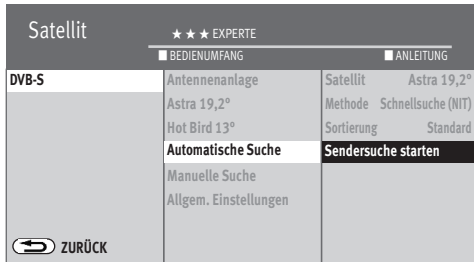 Satellit
★ ★ ★ EXPERTE
BEDIENUMFANG
ANLEITUNG
DVB-S
Antennenanlage
Astra 19,2°
Hot Bird 13°
Automatische Suche
Manuelle Suche
Allgem. Einstellungen
Satellit Astra 19,2°
Methode Schnellsuche (NIT)
Sortierung Standard
Sendersuche starten
ZURÜCK